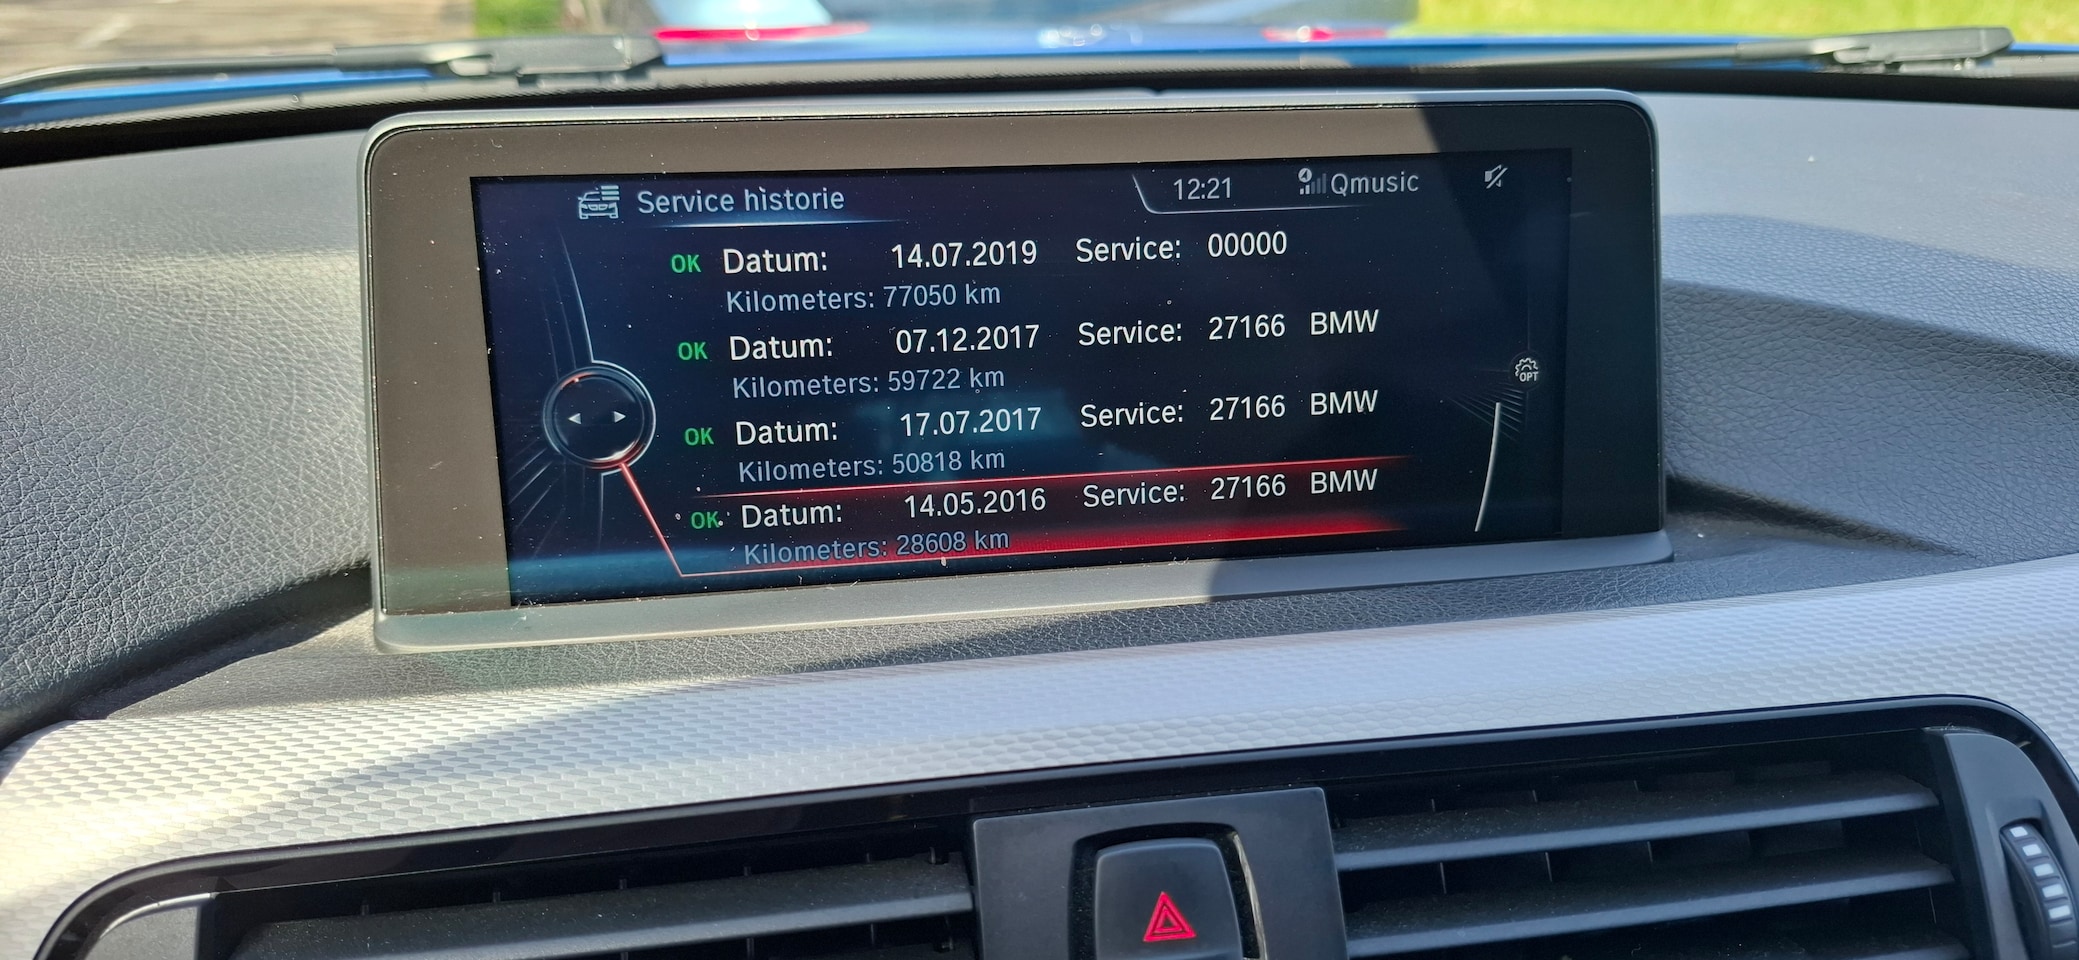 Service historie 12:21 Qmusic
OK Datum: 14.07.2019 Service: 00000
Kilometers: 77050 km
OK Datum: 07.12.2017 Service: 27166 BMW
Kilometers: 59722 km
OPT
OK Datum: 17.07.2017 Service: 27166 BMW
Kilometers: 50818 km
OK Datum: 14.05.2016 Service: 27166 BMW
Kilometers: 28608 km